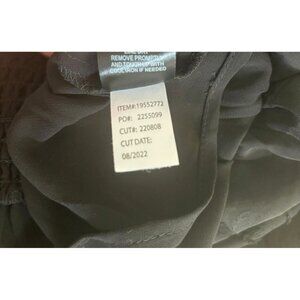 REMOVE PROMPTLY
AND TOUCH UP WITH
COOL IRON IF NEEDED
ITEM#:19552772
PO#: 2255099
CUT#: 220808
CUT DATE:
08/2022